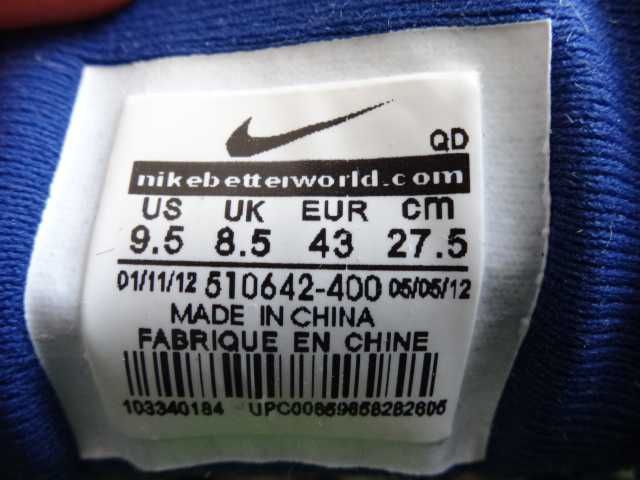 QD
nikebetterworld.com
US UK EUR cm
9.5 8.5 43 27.5
01/11/12 510642-400 05/05/12
MADE IN CHINA
FABRIQUE EN CHINE
103340184 UPC00659658282605